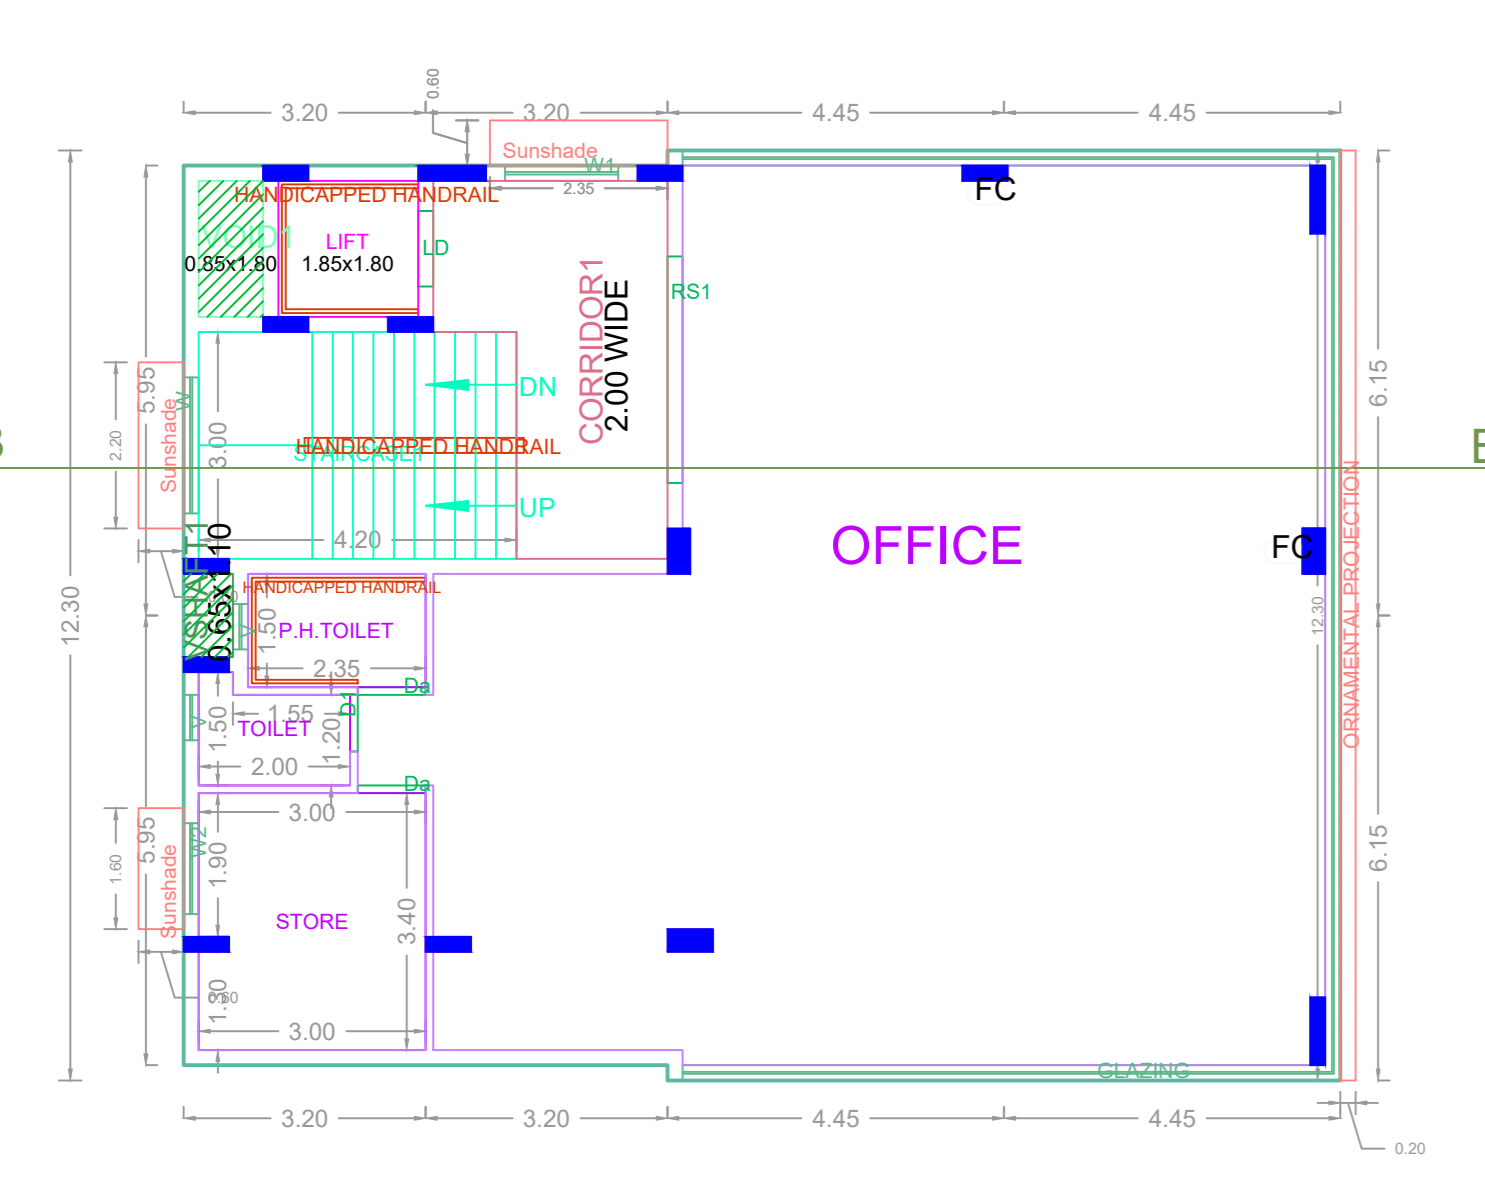 0.60
3.20
3.20
4.45
4.45
Sunshade
W1
2.35
HANDICAPPED HANDRAIL
FC
VOID1
0.85x1.80
LIFT
1.85x1.80
LD
RS1
CORRIDOR1
2.00 WIDE
5.95
6.15
W
DN
2.20
Sunshade
3.00
HANDICAPPED HANDRAIL
STAIRCASE1
UP
4.20
OFFICE
FC
ORNAMENTAL PROJECTION
0.65x1.10
HANDICAPPED HANDRAIL
12.30
12.30
V
1.50
P.H.TOILET
2.35
Da
D1
1.55
V
1.50
TOILET
1.20
2.00
Da
3.00
5.95
W2
1.90
1.60
Sunshade
6.15
STORE
3.40
0.60
1.30
3.00
GLAZING
3.20
3.20
4.45
4.45
0.20